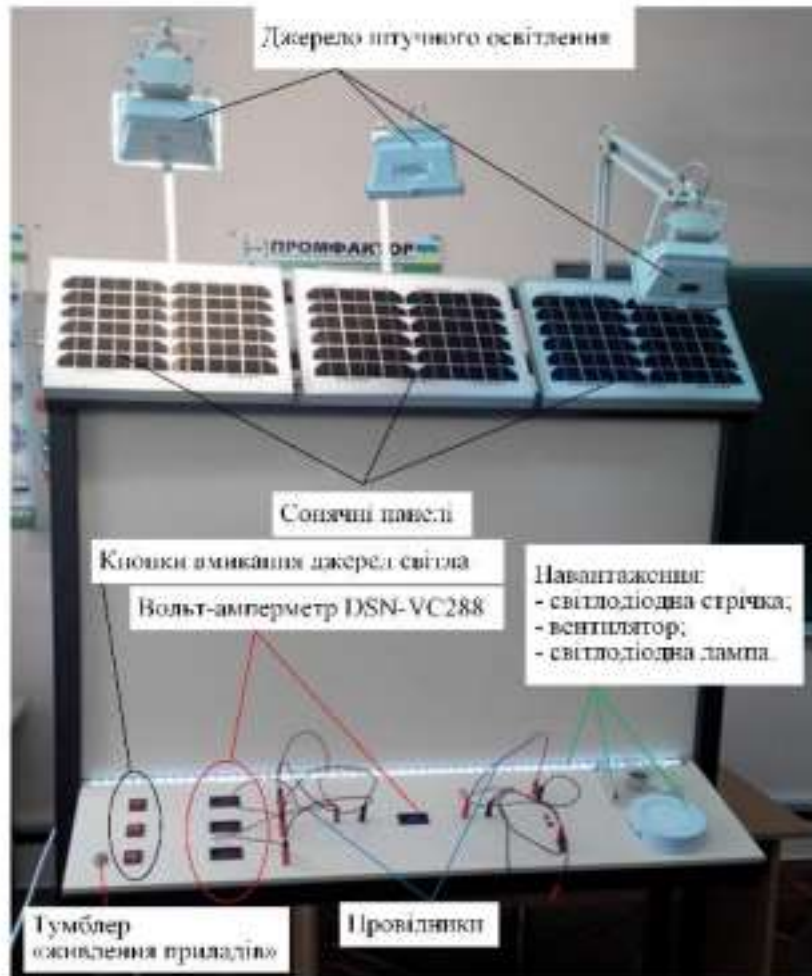 Джерело штучного освітлення
ПРОМФАКТОР
Сонячні панелі
Кнопки вмикання джерел світла
Вольт-амперметр DSN-VC288
Навантаження:
- світлодіодна стрічка;
- вентилятор;
- світлодіодна лампа.
Тумблер
«живлення приладів»
Провідники